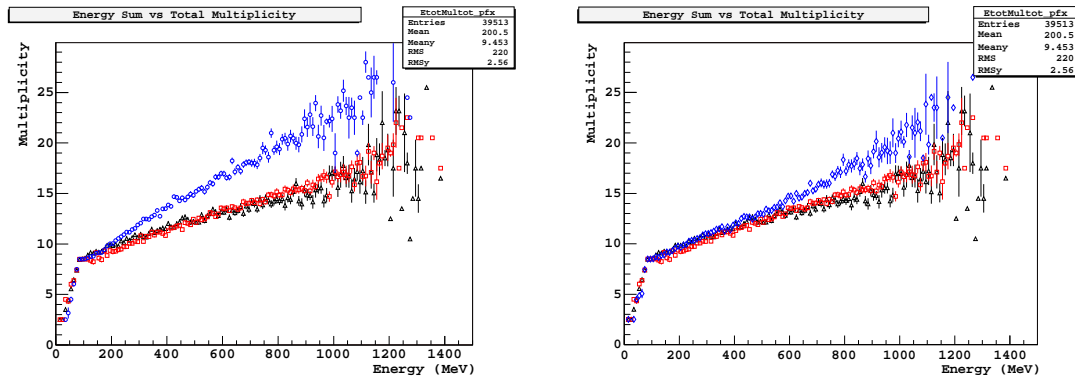 Energy Sum vs Total Multiplicity
EtotMultot_pfx
Entries 39513
Mean 200.5
Meany 9.453
RMS 220
RMSy 2.56
Multiplicity
25
20
15
10
5
0
0 200 400 600 800 1000 1200 1400
Energy (MeV)
Energy Sum vs Total Multiplicity
EtotMultot_pfx
Entries 39513
Mean 200.5
Meany 9.453
RMS 220
RMSy 2.56
Multiplicity
25
20
15
10
5
0
0 200 400 600 800 1000 1200 1400
Energy (MeV)